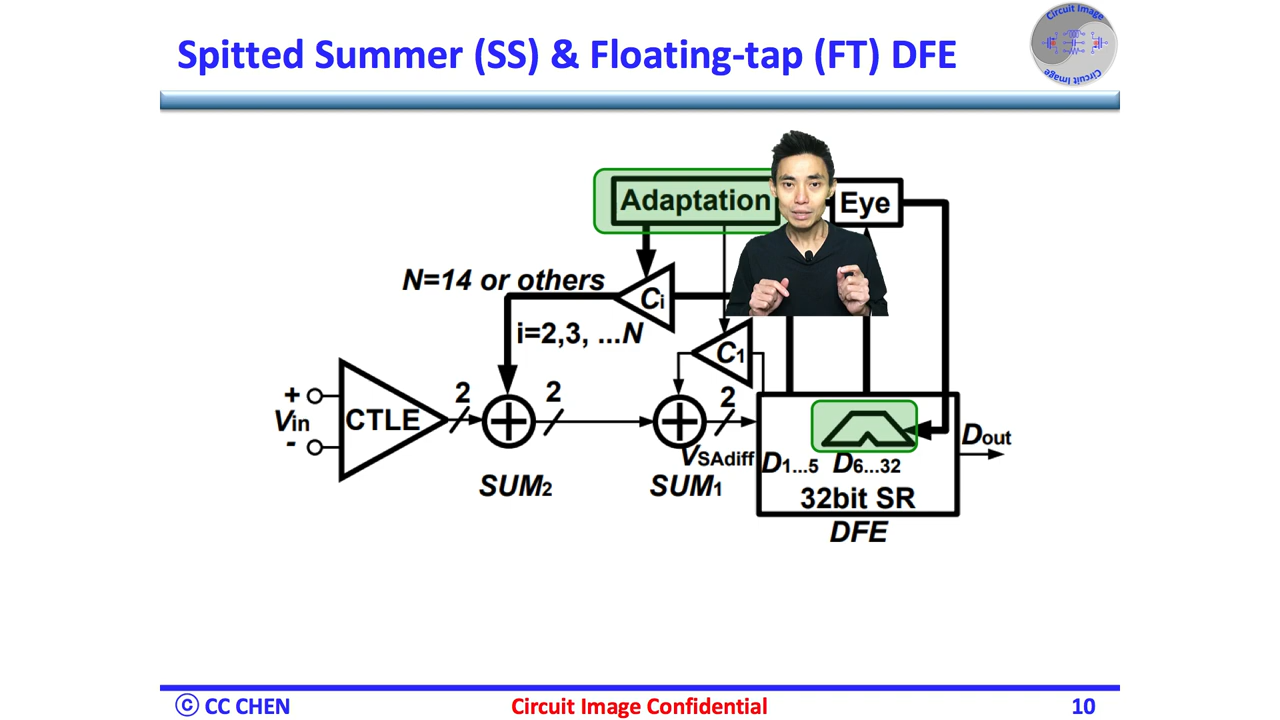 Spitted Summer (SS) & Floating-tap (FT) DFE
Circuit Image
Circuit Image
Adaptation
Eye
N=14 or others
Ci
i=2,3, ...N
C1
+
Vin
-
CTLE
2
2
2
SUM2
SUM1
VSAdiff
D1...5 D6...32
32bit SR
DFE
Dout
© CC CHEN
Circuit Image Confidential
10